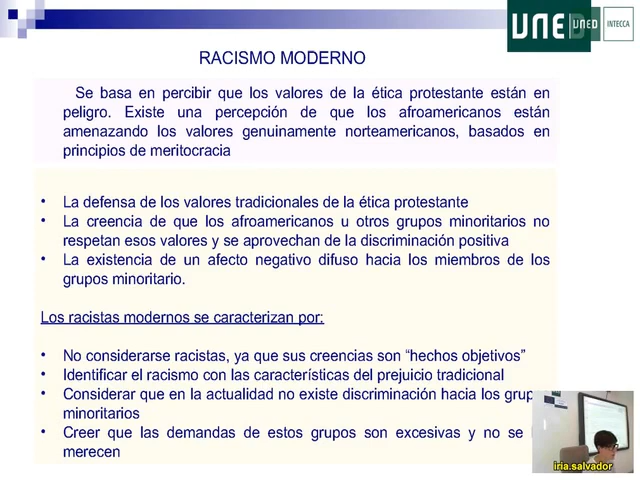 UNED
UNED
INTECCA
RACISMO MODERNO
Se basa en percibir que los valores de la ética protestante están en
peligro. Existe una percepción de que los afroamericanos están
amenazando los valores genuinamente norteamericanos, basados en
principios de meritocracia
• La defensa de los valores tradicionales de la ética protestante
• La creencia de que los afroamericanos u otros grupos minoritarios no
respetan esos valores y se aprovechan de la discriminación positiva
• La existencia de un afecto negativo difuso hacia los miembros de los
grupos minoritario.
Los racistas modernos se caracterizan por:
• No considerarse racistas, ya que sus creencias son “hechos objetivos”
• Identificar el racismo con las características del prejuicio tradicional
• Considerar que en la actualidad no existe discriminación hacia los grup
minoritarios
• Creer que las demandas de estos grupos son excesivas y no se
merecen
iria.salvador